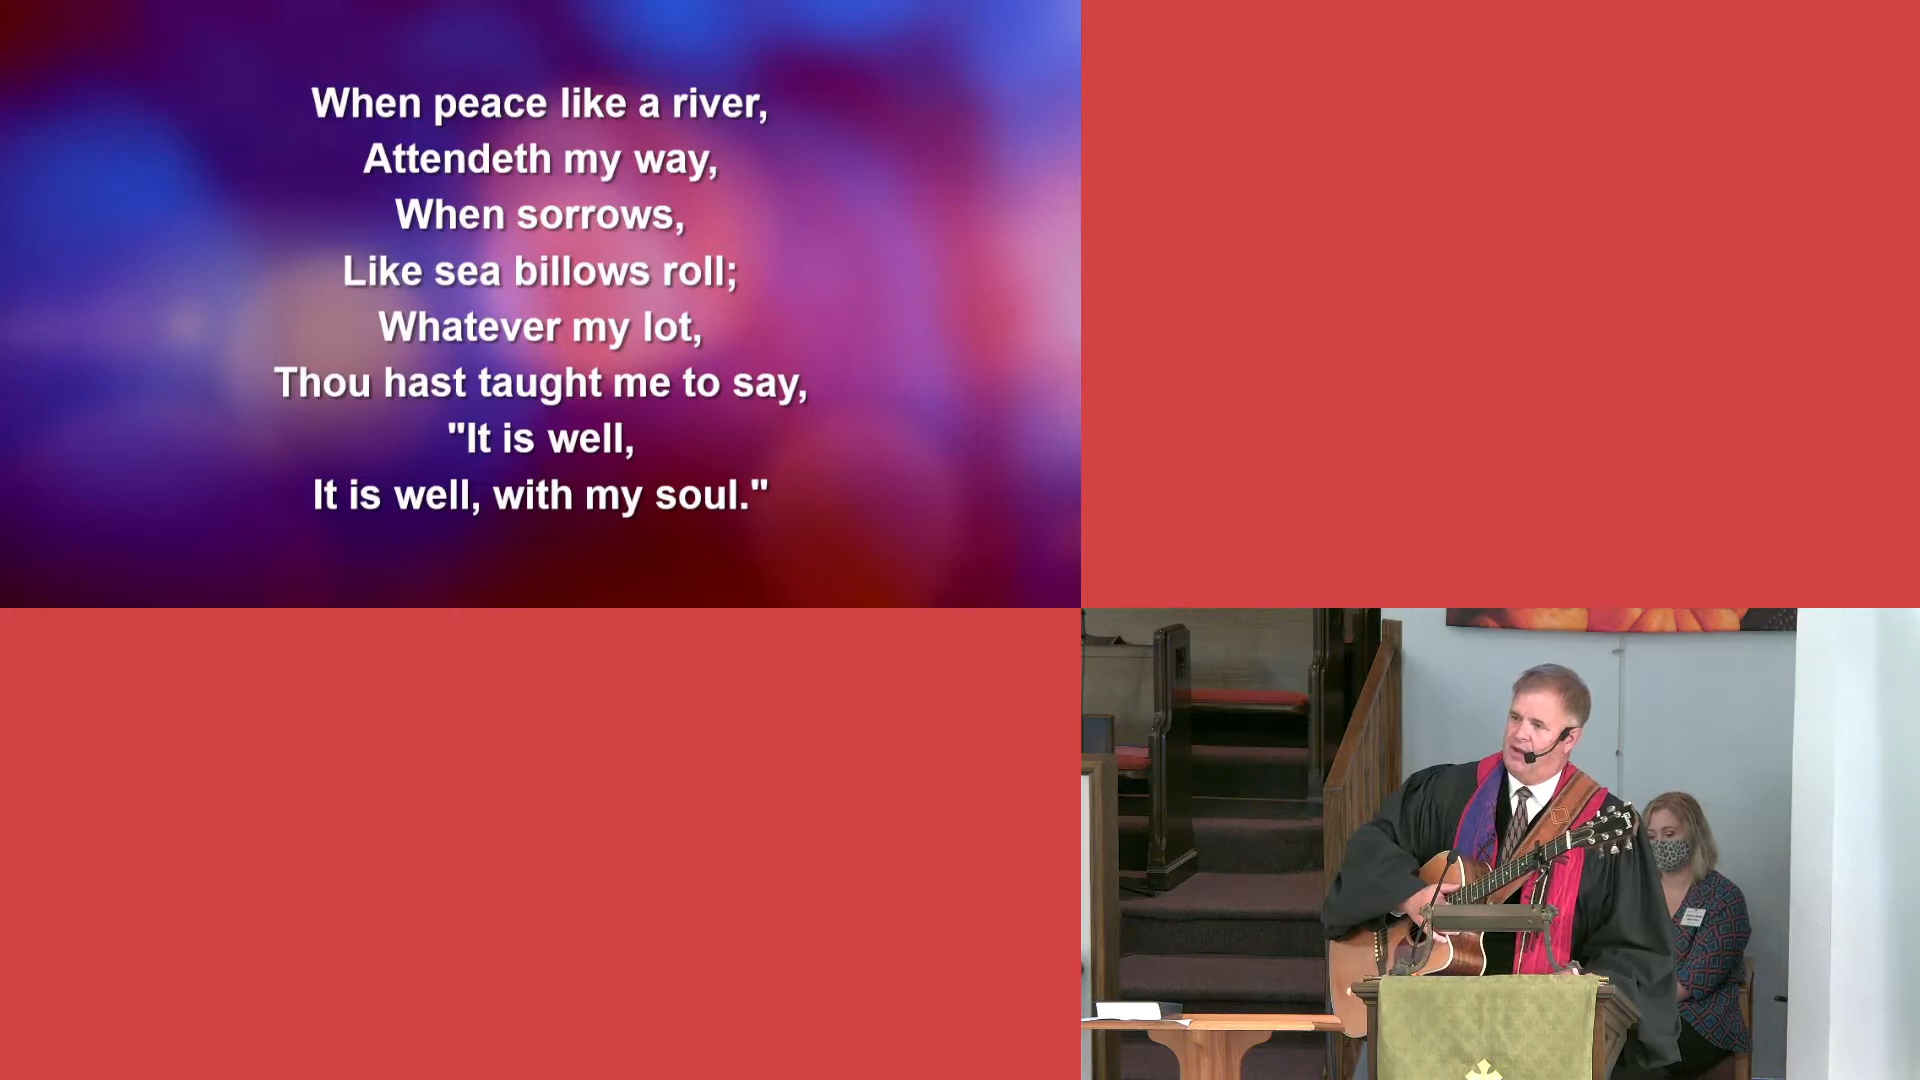 When peace like a river,
Attendeth my way,
When sorrows,
Like sea billows roll;
Whatever my lot,
Thou hast taught me to say,
"It is well,
It is well, with my soul."